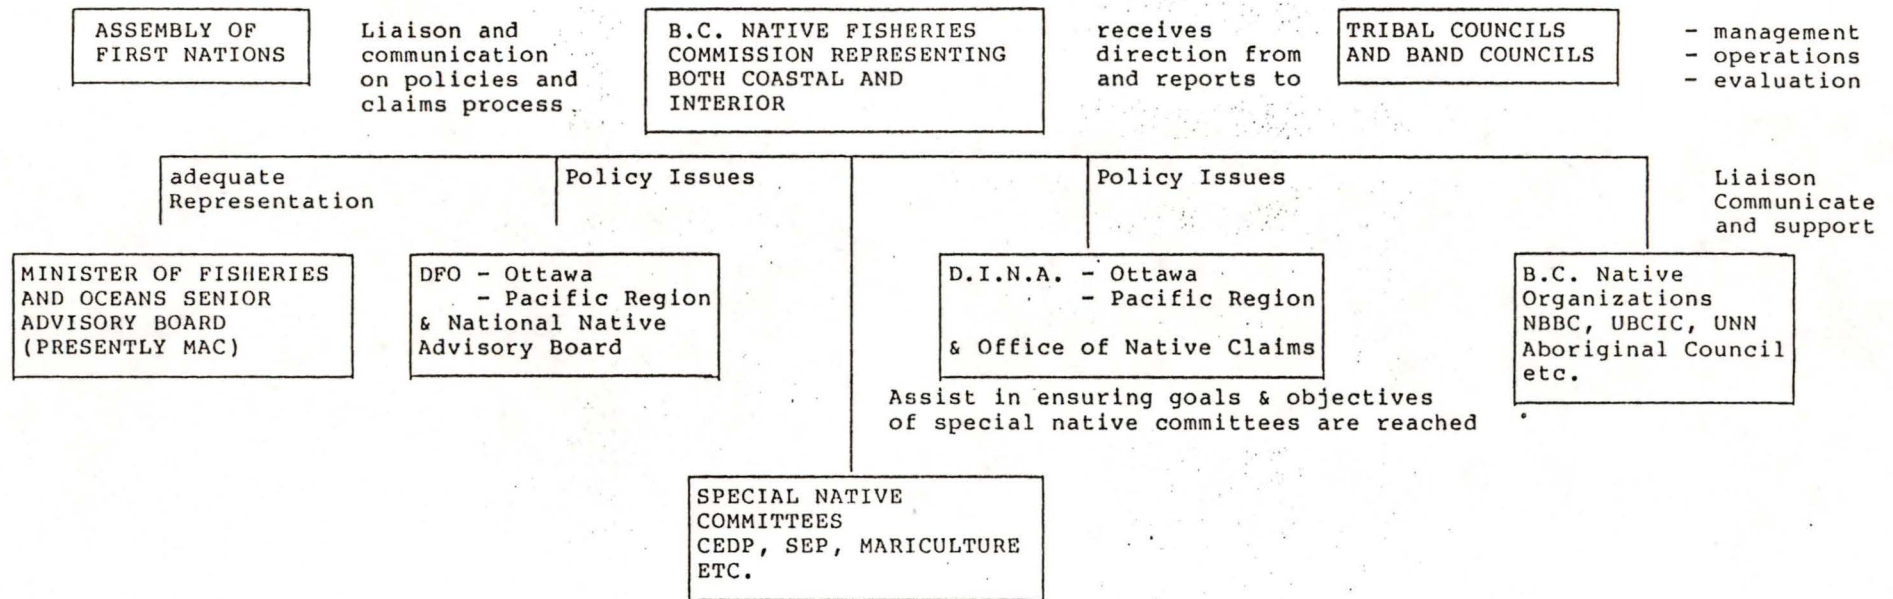 ASSEMBLY OF
FIRST NATIONS
Liaison and
communication
on policies and
claims process
B.C. NATIVE FISHERIES
COMMISSION REPRESENTING
BOTH COASTAL AND
INTERIOR
receives
direction from
and reports to
TRIBAL COUNCILS
AND BAND COUNCILS
- management
- operations
- evaluation
adequate
Representation
Policy Issues
Policy Issues
Liaison
Communicate
and support
MINISTER OF FISHERIES
AND OCEANS SENIOR
ADVISORY BOARD
(PRESENTLY MAC)
DFO - Ottawa
- Pacific Region
& National Native
Advisory Board
D.I.N.A. - Ottawa
- Pacific Region
& Office of Native Claims
B.C. Native
Organizations
NBBC, UBCIC, UNN
Aboriginal Council
etc.
Assist in ensuring goals & objectives
of special native committees are reached
SPECIAL NATIVE
COMMITTEES
CEDP, SEP, MARICULTURE
ETC.